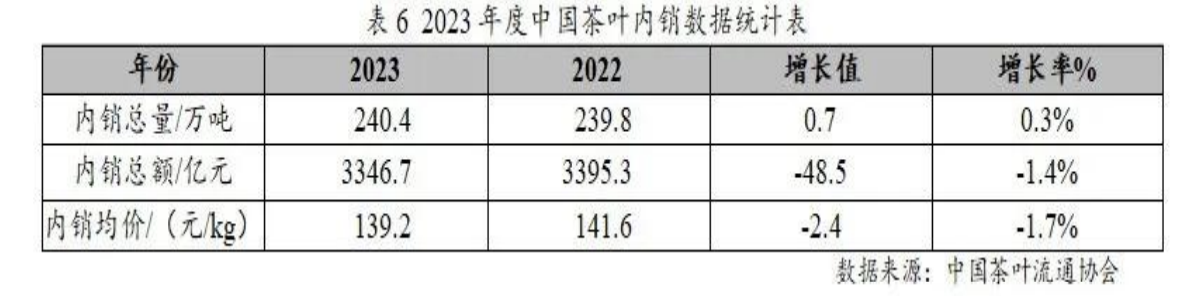 表 6 2023 年度中国茶叶内销数据统计表
年份 2023 2022 增长值 增长率%
内销总量/万吨 240.4 239.8 0.7 0.3%
内销总额/亿元 3346.7 3395.3 -48.5 -1.4%
内销均价/（元/kg） 139.2 141.6 -2.4 -1.7%
数据来源：中国茶叶流通协会